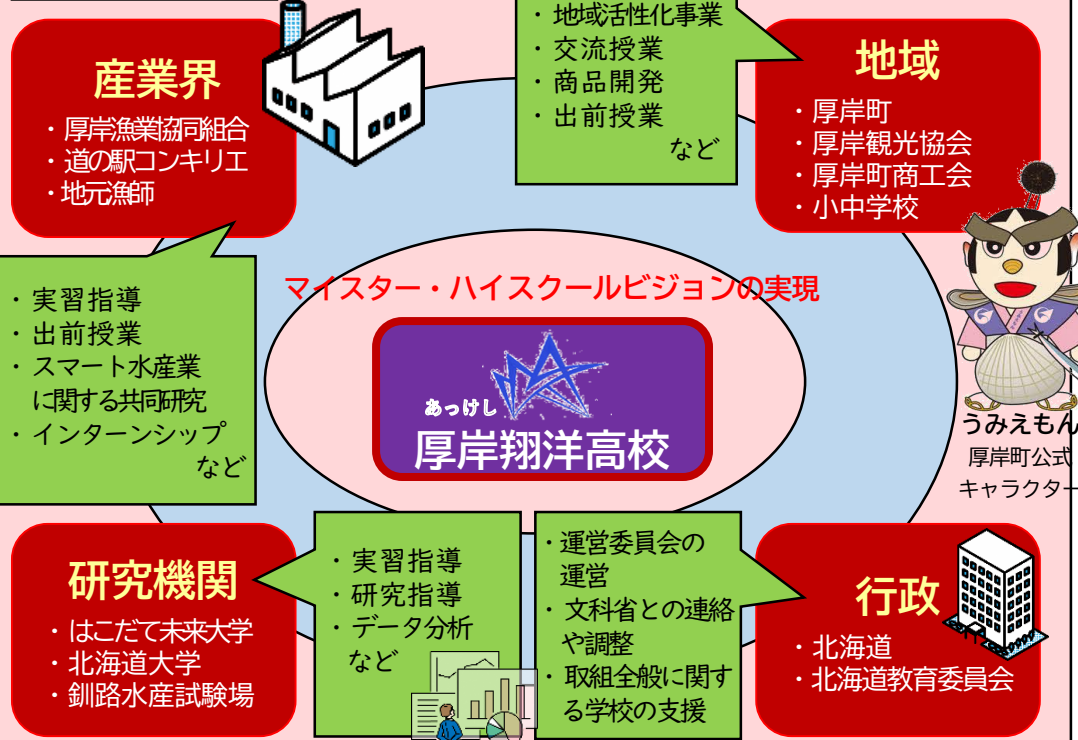 産業界
・厚岸漁業協同組合
・道の駅コンキリエ
・地元漁師
・地域活性化事業
・交流授業
・商品開発
・出前授業
など
地域
・厚岸町
・厚岸観光協会
・厚岸町商工会
・小中学校
・実習指導
・出前授業
・スマート水産業
に関する共同研究
・インターンシップ
など
マイスター・ハイスクールビジョンの実現
あっけし
厚岸翔洋高校
うみえもん
厚岸町公式
キャラクター
研究機関
・はこだて未来大学
・北海道大学
・釧路水産試験場
・実習指導
・研究指導
・データ分析
など
・運営委員会の
運営
・文科省との連絡
や調整
・取組全般に関す
る学校の支援
行政
・北海道
・北海道教育委員会